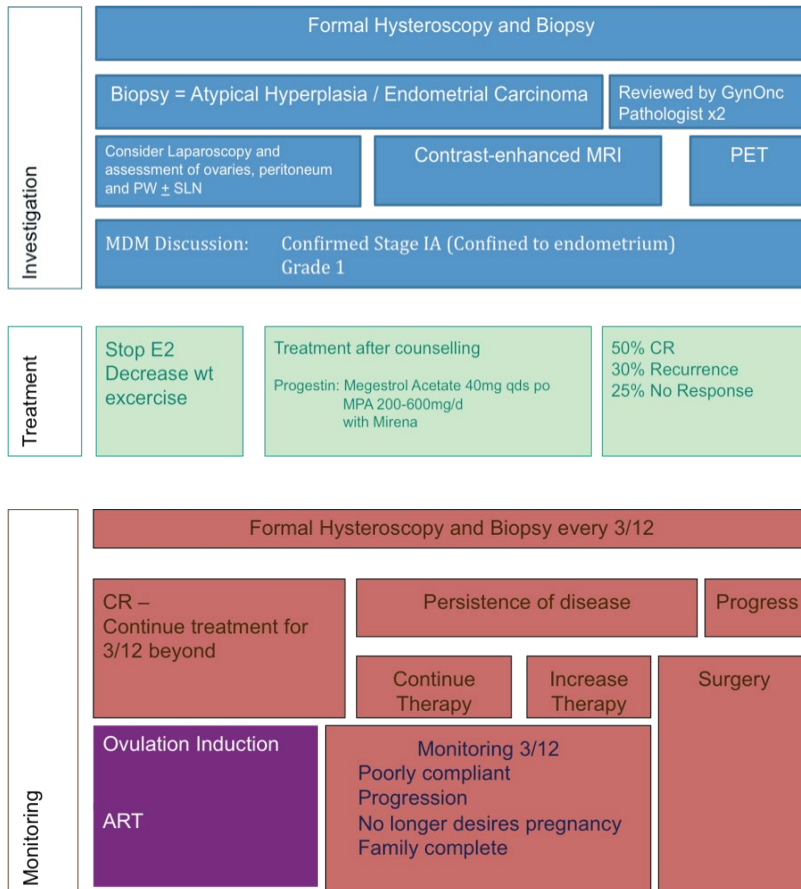 Investigation
Formal Hysteroscopy and Biopsy
Biopsy = Atypical Hyperplasia / Endometrial Carcinoma
Reviewed by GynOnc
Pathologist x2
Consider Laparoscopy and
assessment of ovaries, peritoneum
and PW ± SLN
Contrast-enhanced MRI
PET
MDM Discussion: Confirmed Stage IA (Confined to endometrium)
Grade 1
Treatment
Stop E2
Decrease wt
excercise
Treatment after counselling
Progestin: Megestrol Acetate 40mg qds po
MPA 200-600mg/d
with Mirena
50% CR
30% Recurrence
25% No Response
Monitoring
Formal Hysteroscopy and Biopsy every 3/12
CR –
Continue treatment for
3/12 beyond
Persistence of disease
Progress
Continue
Therapy
Increase
Therapy
Surgery
Ovulation Induction
ART
Monitoring 3/12
Poorly compliant
Progression
No longer desires pregnancy
Family complete